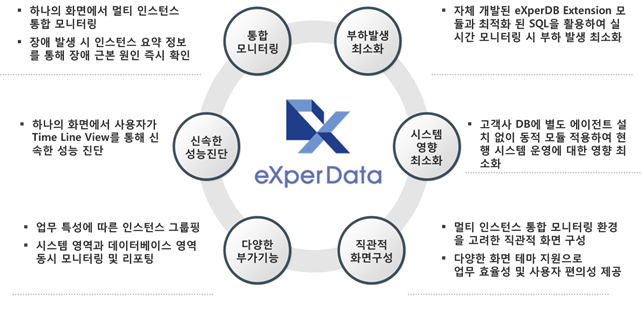 ▪ 하나의 화면에서 멀티 인스턴스
통합 모니터링
▪ 장애 발생 시 인스턴스 요약 정보
를 통해 장애 근본 원인 즉시 확인
통합
모니터링
부하발생
최소화
▪ 자체 개발된 eXperDB Extension 모
듈과 최적화 된 SQL을 활용하여 실
시간 모니터링 시 부하 발생 최소화
▪ 하나의 화면에서 사용자가
Time Line View를 통해 신
속한 성능 진단
신속한
성능진단
eXperData
시스템
영향
최소화
▪ 고객사 DB에 별도 에이전트 설
치 없이 동적 모듈 적용하여 현
행 시스템 운영에 대한 영향 최
소화
▪ 업무 특성에 따른 인스턴스 그룹핑
▪ 시스템 영역과 데이터베이스 영역
동시 모니터링 및 리포팅
다양한
부가기능
직관적
화면구성
▪ 멀티 인스턴스 통합 모니터링 환경
을 고려한 직관적 화면 구성
▪ 다양한 화면 테마 지원으로
업무 효율성 및 사용자 편의성 제공